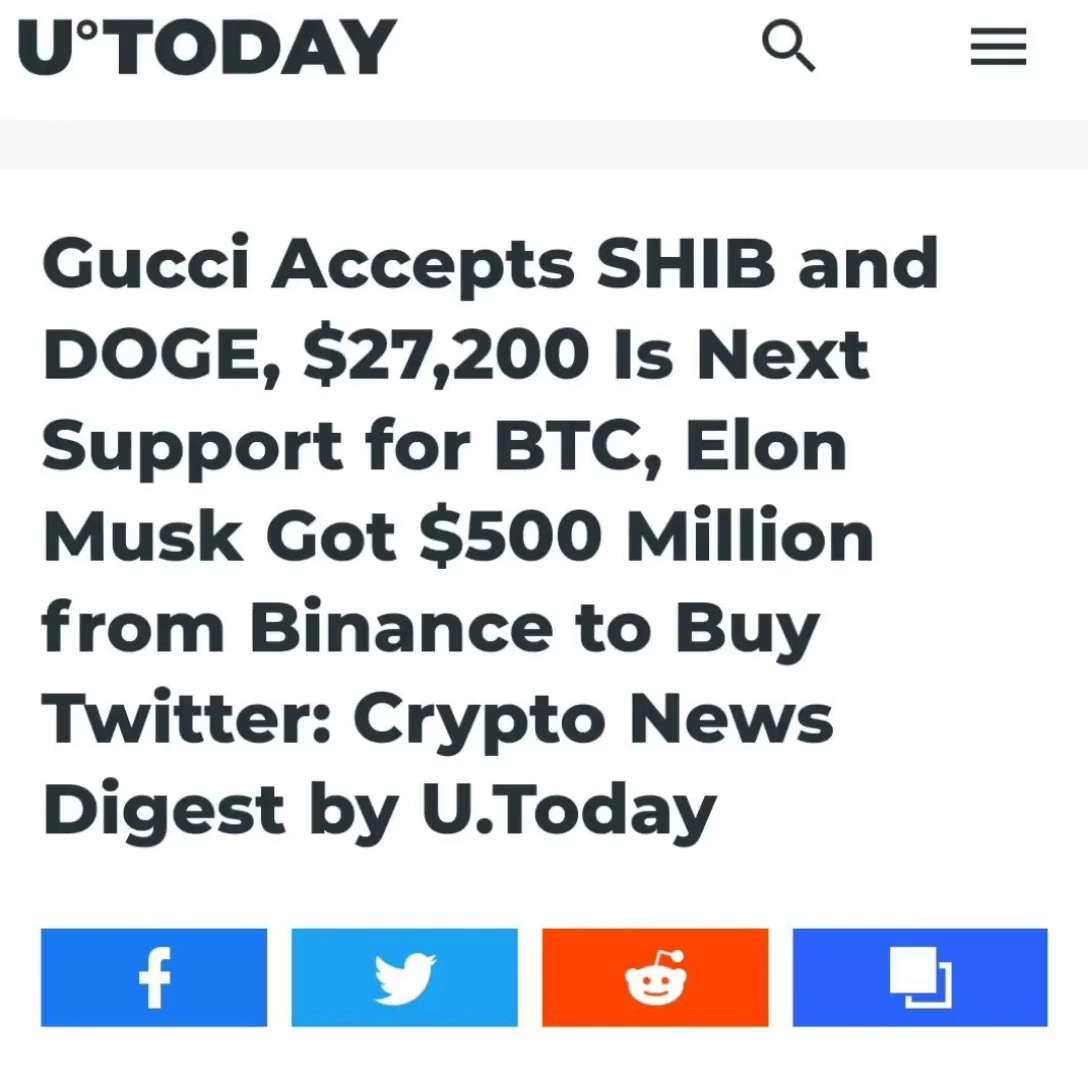 U°TODAY
Gucci Accepts SHIB and
DOGE, $27,200 Is Next
Support for BTC, Elon
Musk Got $500 Million
from Binance to Buy
Twitter: Crypto News
Digest by U.Today